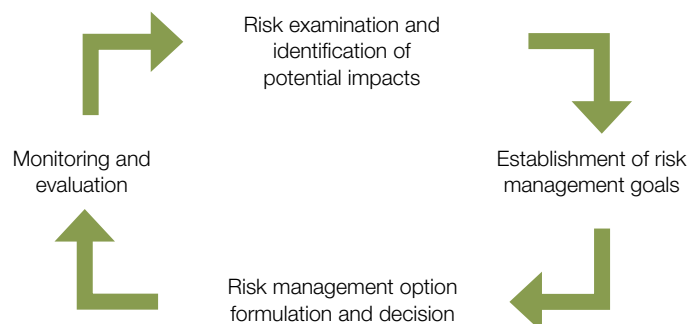 Risk examination and
identification of
potential impacts
Establishment of risk
management goals
Risk management option
formulation and decision
Monitoring and
evaluation